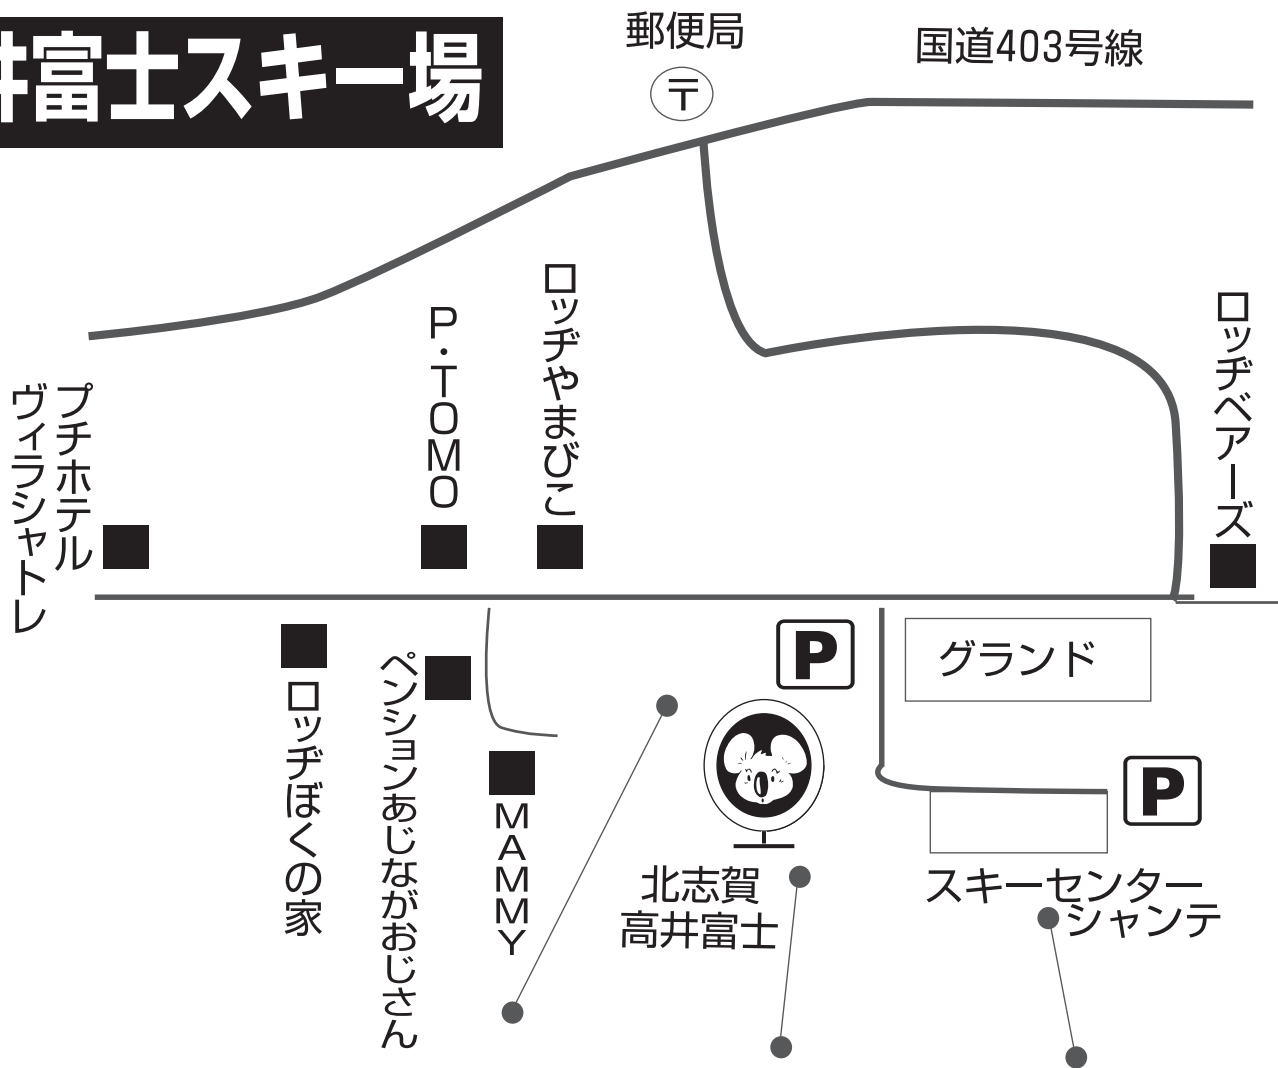 井富士スキー場
郵便局
〒
国道403号線
ロッヂやまびこ
P・TOMO
ロッヂベアーズ
プチホテル
ヴィラシャトレ
P
グランド
ロッヂぼくの家
ペンションあじながおじさん
MAMMY
P
北志賀
高井富士
スキーセンター
シャンテ